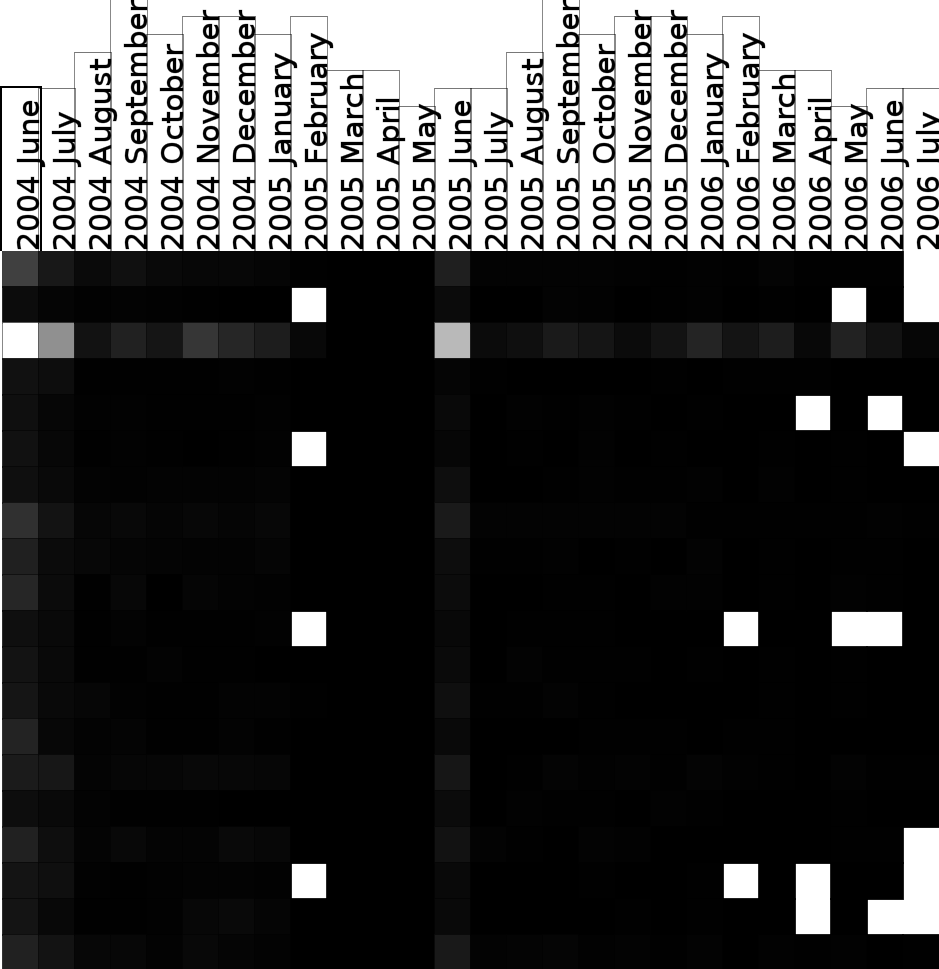 2004 June
2004 July
2004 August
2004 September
2004 October
2004 November
2004 December
2005 January
2005 February
2005 March
2005 April
2005 May
2005 June
2005 July
2005 August
2005 September
2005 October
2005 November
2005 December
2006 January
2006 February
2006 March
2006 April
2006 May
2006 June
2006 July